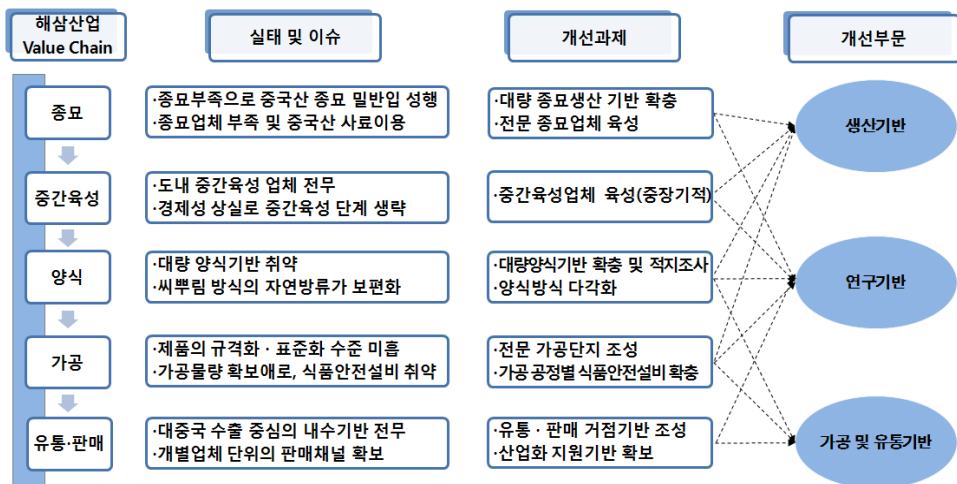 해삼산업
Value Chain
실태 및 이슈
개선과제
개선부문
종묘
·종묘부족으로 중국산 종묘 밀반입 성행
·종묘업체 부족 및 중국산 사료이용
·대량 종묘생산 기반 확충
·전문 종묘업체 육성
생산기반
중간육성
·도내 중간육성 업체 전무
·경제성 상실로 중간육성 단계 생략
·중간육성업체 육성(중장기적)
양식
·대량 양식기반 취약
·씨뿌림 방식의 자연방류가 보편화
·대량양식기반 확충 및 적지조사
·양식방식 다각화
연구기반
가공
·제품의 규격화 · 표준화 수준 미흡
·가공물량 확보애로, 식품안전설비 취약
·전문 가공단지 조성
·가공 공정별 식품안전설비 확충
유통·판매
·대중국 수출 중심의 내수기반 전무
·개별업체 단위의 판매채널 확보
·유통 · 판매 거점기반 조성
·산업화 지원기반 확보
가공 및 유통기반